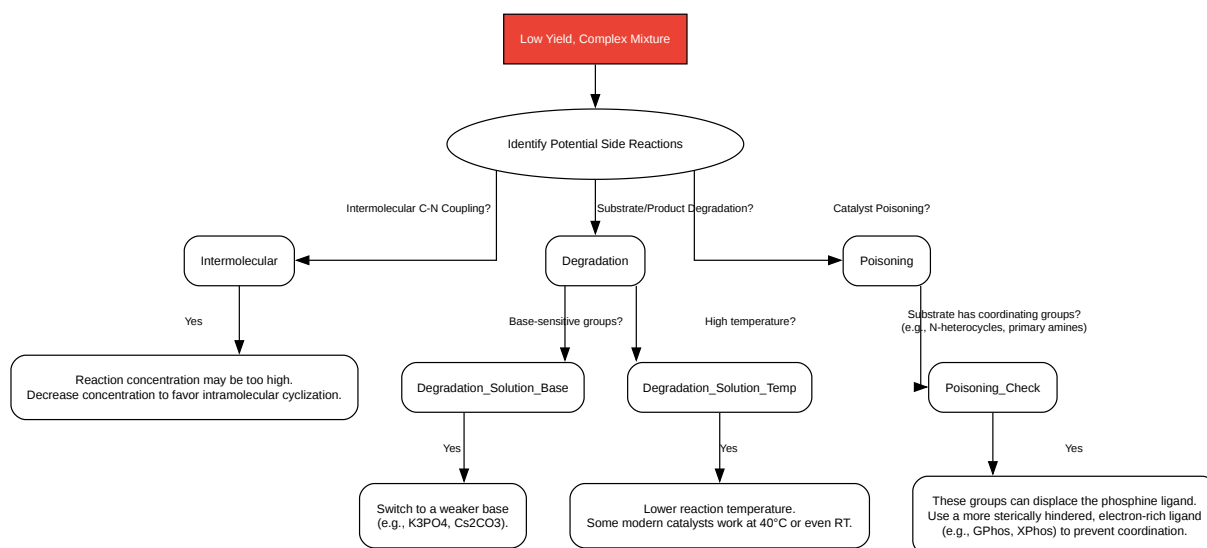 Low Yield, Complex Mixture
Identify Potential Side Reactions
Intermolecular C-N Coupling?
Substrate/Product Degradation?
Catalyst Poisoning?
Intermolecular
Degradation
Poisoning
Yes
Base-sensitive groups?
High temperature?
Substrate has coordinating groups?
(e.g., N-heterocycles, primary amines)
Reaction concentration may be too high.
Decrease concentration to favor intramolecular cyclization.
Degradation_Solution_Base
Degradation_Solution_Temp
Poisoning_Check
Yes
Yes
Yes
Switch to a weaker base
(e.g., K3PO4, Cs2CO3).
Lower reaction temperature.
Some modern catalysts work at 40°C or even RT.
These groups can displace the phosphine ligand.
Use a more sterically hindered, electron-rich ligand
(e.g., GPhos, XPhos) to prevent coordination.